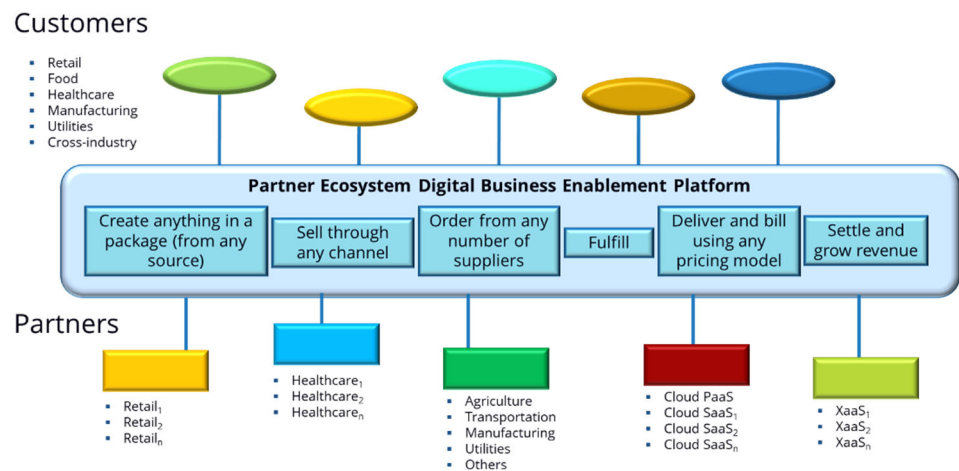 Customers
Retail
Food
Healthcare
Manufacturing
Utilities
Cross-industry
Partner Ecosystem Digital Business Enablement Platform
Create anything in a
package (from any
source)
Sell through
any channel
Order from any
number of
suppliers
Fulfill
Deliver and bill
using any
pricing model
Settle and
grow revenue
Partners
Retail₁
Retail₂
Retailₙ
Healthcare₁
Healthcare₂
Healthcareₙ
Agriculture
Transportation
Manufacturing
Utilities
Others
Cloud PaaS
Cloud SaaS₁
Cloud SaaS₂
Cloud SaaSₙ
XaaS₁
XaaS₂
XaaSₙ